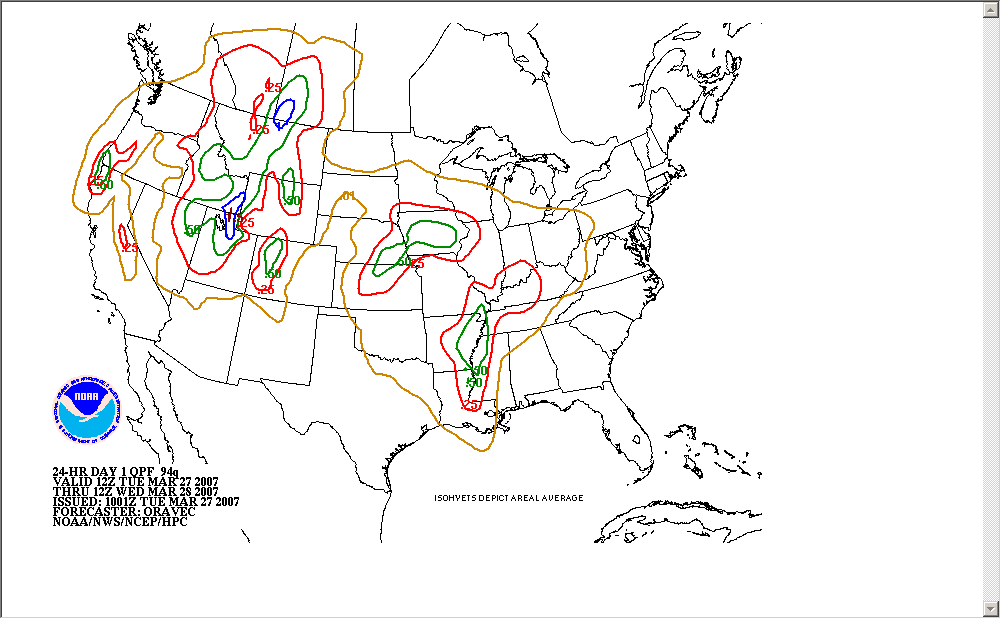 .25
.25
.01
.25
.50
.50
.50
1
.25
.25
.50
.25
.50
.25
.50
.50
.25
NOAA
24-HR DAY 1 QPF 94q
VALID 12Z TUE MAR 27 2007
THRU 12Z WED MAR 28 2007
ISSUED: 1001Z TUE MAR 27 2007
FORECASTER: ORAVEC
NOAA/NWS/NCEP/HPC
ISOHYETS DEPICT AREAL AVERAGE